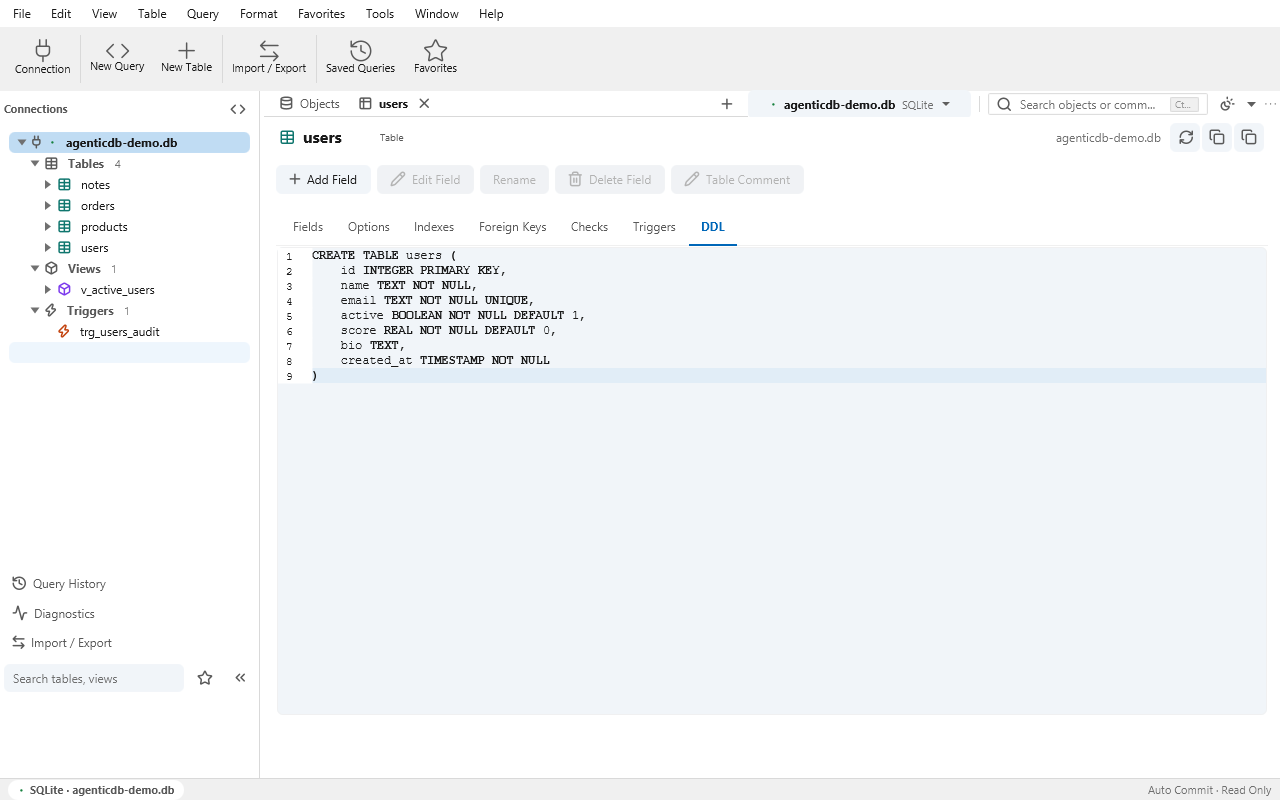 File Edit View Table Query Format Favorites Tools Window Help
Connection New Query New Table Import / Export Saved Queries Favorites
Connections
Objects users
agenticdb-demo.db SQLite
Search objects or comm... Ct...
agenticdb-demo.db
Tables 4
notes
orders
products
users
Views 1
v_active_users
Triggers 1
trg_users_audit
users Table
agenticdb-demo.db
Add Field Edit Field Rename Delete Field Table Comment
Fields Options Indexes Foreign Keys Checks Triggers DDL
1 CREATE TABLE users (
2 id INTEGER PRIMARY KEY,
3 name TEXT NOT NULL,
4 email TEXT NOT NULL UNIQUE,
5 active BOOLEAN NOT NULL DEFAULT 1,
6 score REAL NOT NULL DEFAULT 0,
7 bio TEXT,
8 created_at TIMESTAMP NOT NULL
9 )
Query History
Diagnostics
Import / Export
Search tables, views
SQLite · agenticdb-demo.db
Auto Commit · Read Only